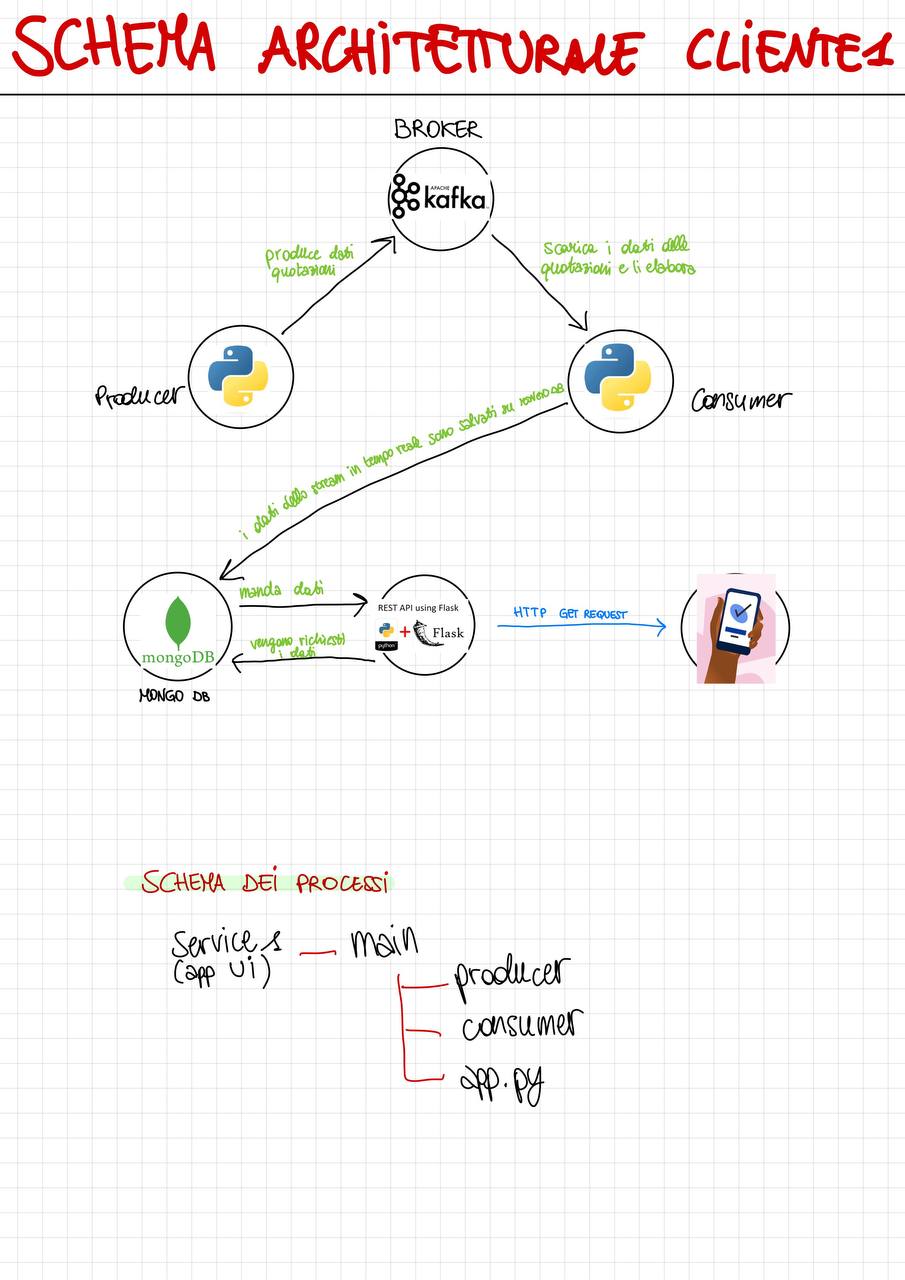 SCHEMA ARCHITETTURALE CLIENTE1
BROKER
APACHE
kafka
produce dati
quotazioni
scarica i dati delle
quotazioni e li elabora
Producer
Consumer
i dati dello stream in tempo reale sono salvati su MONGO DB
manda dati
REST API using Flask
python
+
Flask
HTTP GET REQUEST
vengono richiesti
i dati
mongoDB
MONGO DB
SCHEMA DEI PROCESSI
Service 1
(app ui)
main
producer
consumer
app.py